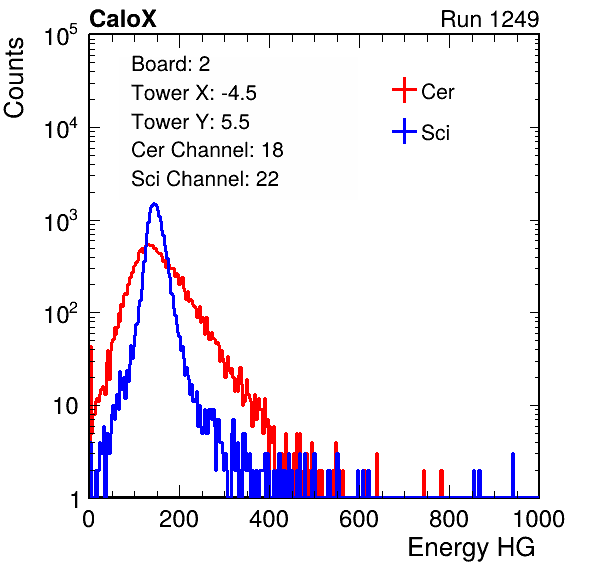 CaloX Run 1249
Counts
Board: 2
Tower X: -4.5
Tower Y: 5.5
Cer Channel: 18
Sci Channel: 22
Cer
Sci
10^5
10^4
10^3
10^2
10
1
0 200 400 600 800 1000
Energy HG